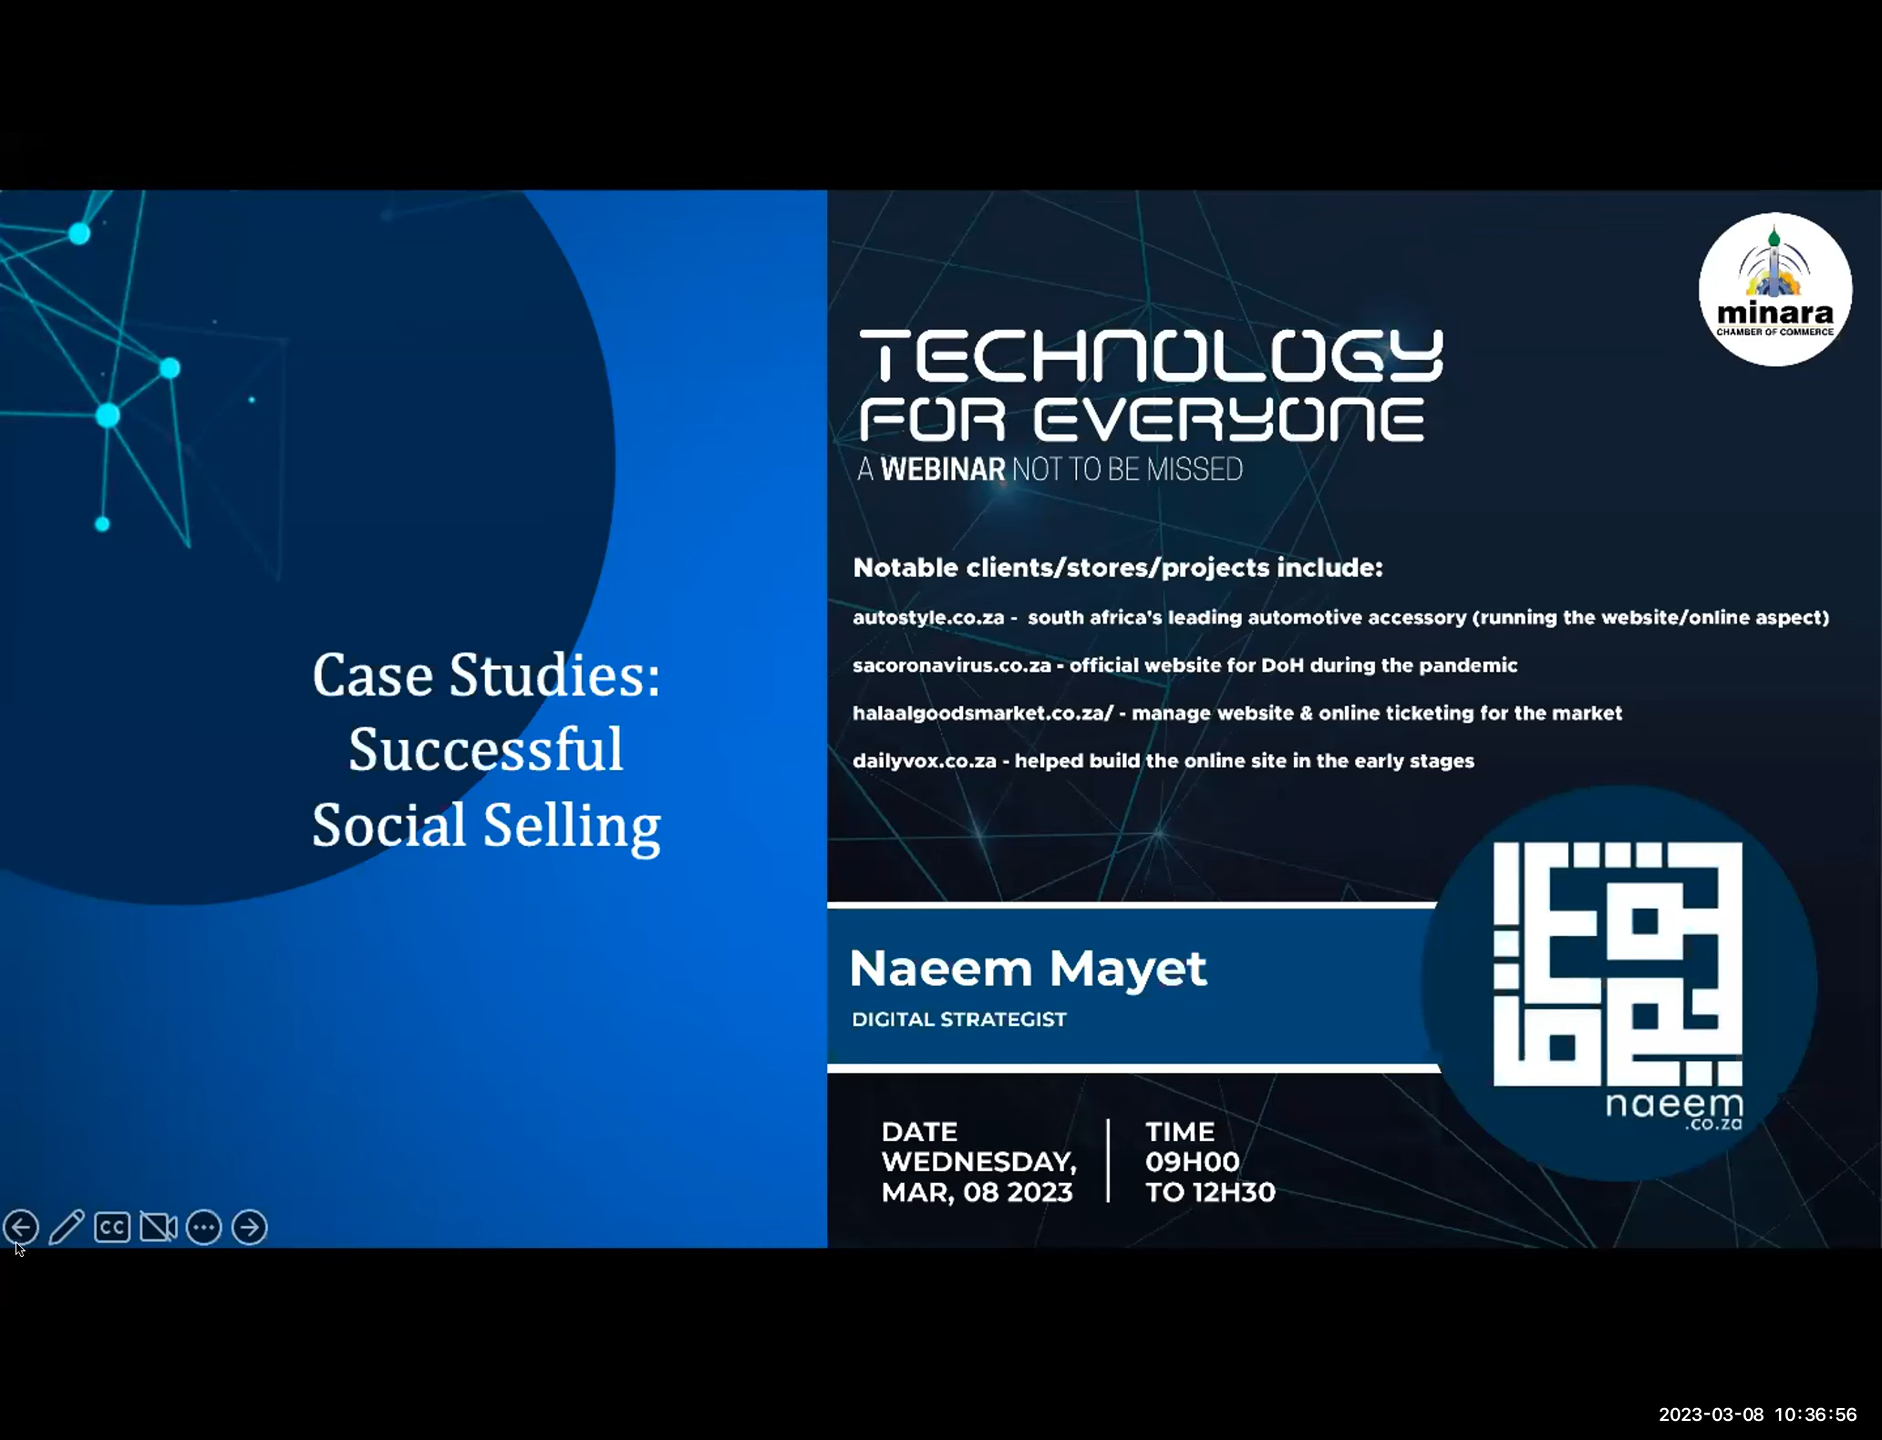 Case Studies:
Successful
Social Selling
minara
CHAMBER OF COMMERCE
TECHNOLOGY
FOR EVERYONE
A WEBINAR NOT TO BE MISSED
Notable clients/stores/projects include:
autostyle.co.za - south africa's leading automotive accessory (running the website/online aspect)
sacoronavirus.co.za - official website for DoH during the pandemic
halaalgoodsmarket.co.za/ - manage website & online ticketing for the market
dailyvox.co.za - helped build the online site in the early stages
Naeem Mayet
DIGITAL STRATEGIST
naeem
.co.za
DATE
WEDNESDAY,
MAR, 08 2023
TIME
09H00
TO 12H30
CC
2023-03-08 10:36:56